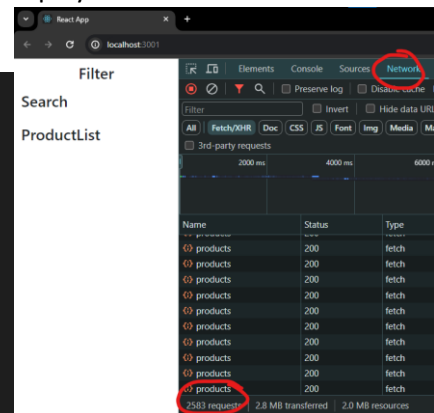 React App
localhost:3001
Filter
Search
ProductList
Elements Console Sources Network
Preserve log Disable cache
Filter Invert Hide data URL
All Fetch/XHR Doc CSS JS Font Img Media Ma
3rd-party requests
2000 ms 4000 ms 6000
Name Status Type
products 200 fetch
products 200 fetch
products 200 fetch
products 200 fetch
products 200 fetch
products 200 fetch
products 200 fetch
products 200 fetch
products 200 fetch
products 200 fetch
2583 requests 2.8 MB transferred 2.0 MB resources